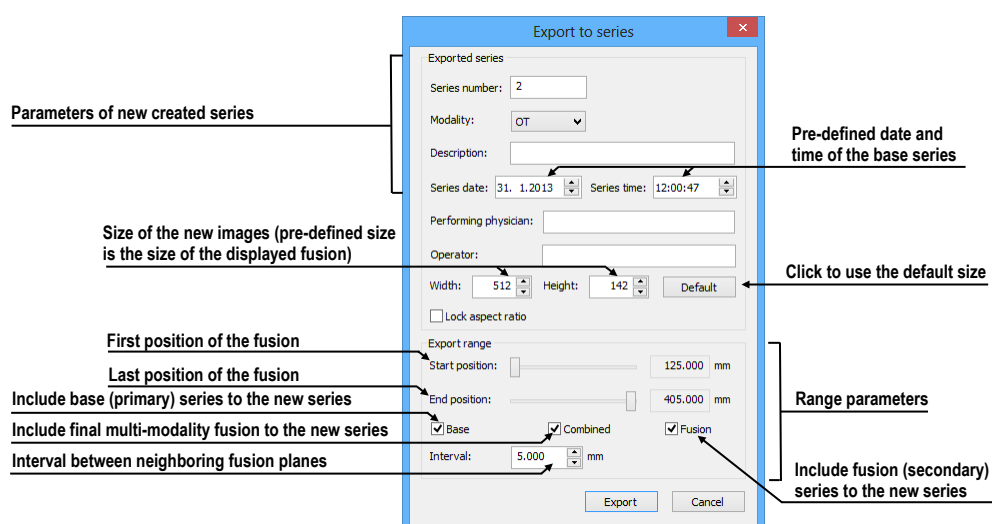 Export to series
Exported series
Series number: 2
Parameters of new created series
Modality: OT
Pre-defined date and
time of the base series
Description:
Series date: 31. 1.2013 Series time: 12:00:47
Performing physician:
Size of the new images (pre-defined size
is the size of the displayed fusion)
Operator:
Click to use the default size
Width: 512 Height: 142 Default
Lock aspect ratio
First position of the fusion
Export range
Start position: 125.000 mm
Last position of the fusion
End position: 405.000 mm
Include base (primary) series to the new series
Range parameters
Base Combined Fusion
Include final multi-modality fusion to the new series
Interval between neighboring fusion planes
Interval: 5.000 mm
Include fusion (secondary)
series to the new series
Export Cancel